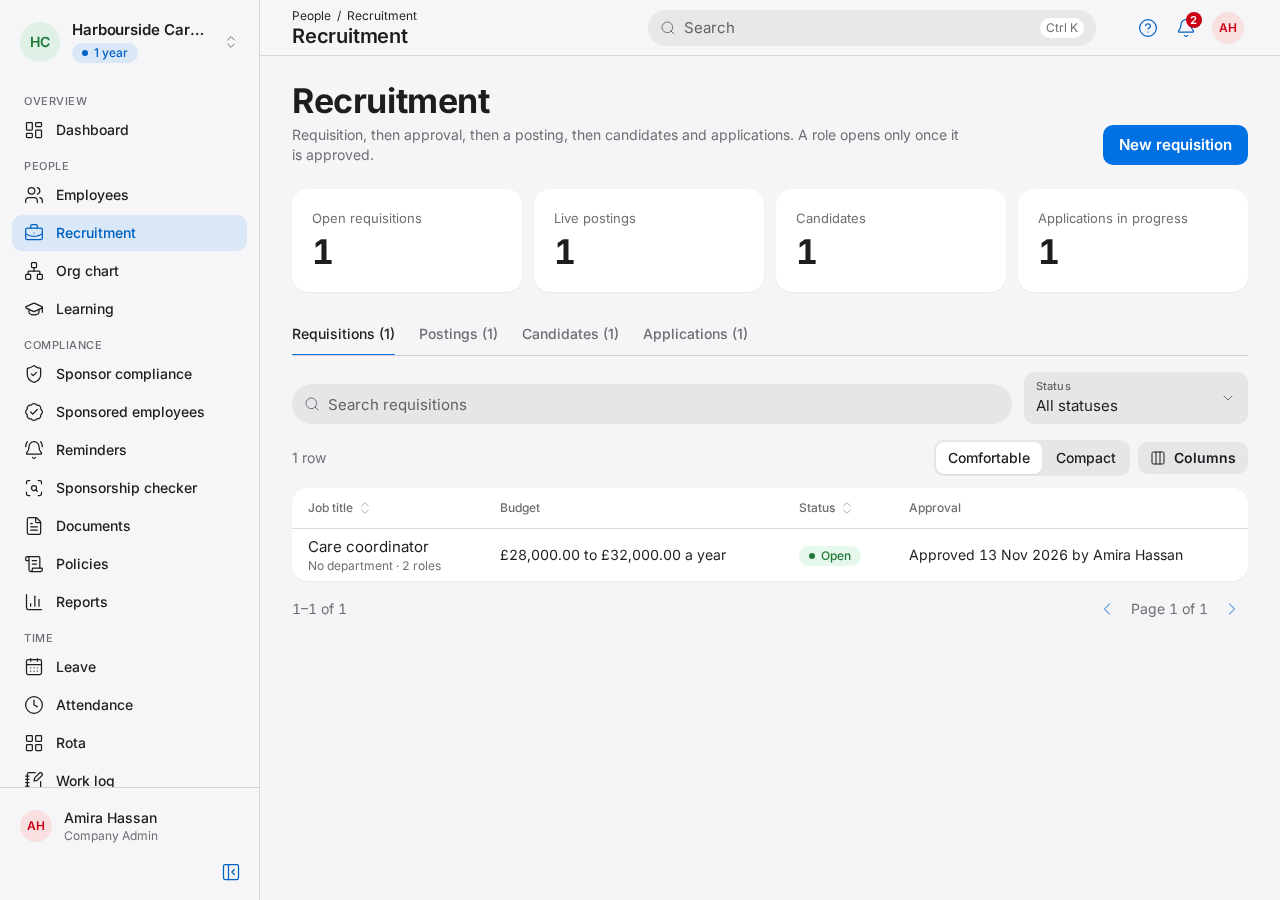 HC
Harbourside Car...
1 year
OVERVIEW
Dashboard
PEOPLE
Employees
Recruitment
Org chart
Learning
COMPLIANCE
Sponsor compliance
Sponsored employees
Reminders
Sponsorship checker
Documents
Policies
Reports
TIME
Leave
Attendance
Rota
Work log
AH
Amira Hassan
Company Admin
People / Recruitment
Recruitment
Search
Ctrl K
2
AH
Recruitment
Requisition, then approval, then a posting, then candidates and applications. A role opens only once it
is approved.
New requisition
Open requisitions
1
Live postings
1
Candidates
1
Applications in progress
1
Requisitions (1)
Postings (1)
Candidates (1)
Applications (1)
Search requisitions
Status
All statuses
1 row
Comfortable
Compact
Columns
Job title
Budget
Status
Approval
Care coordinator
No department · 2 roles
£28,000.00 to £32,000.00 a year
Open
Approved 13 Nov 2026 by Amira Hassan
1–1 of 1
Page 1 of 1